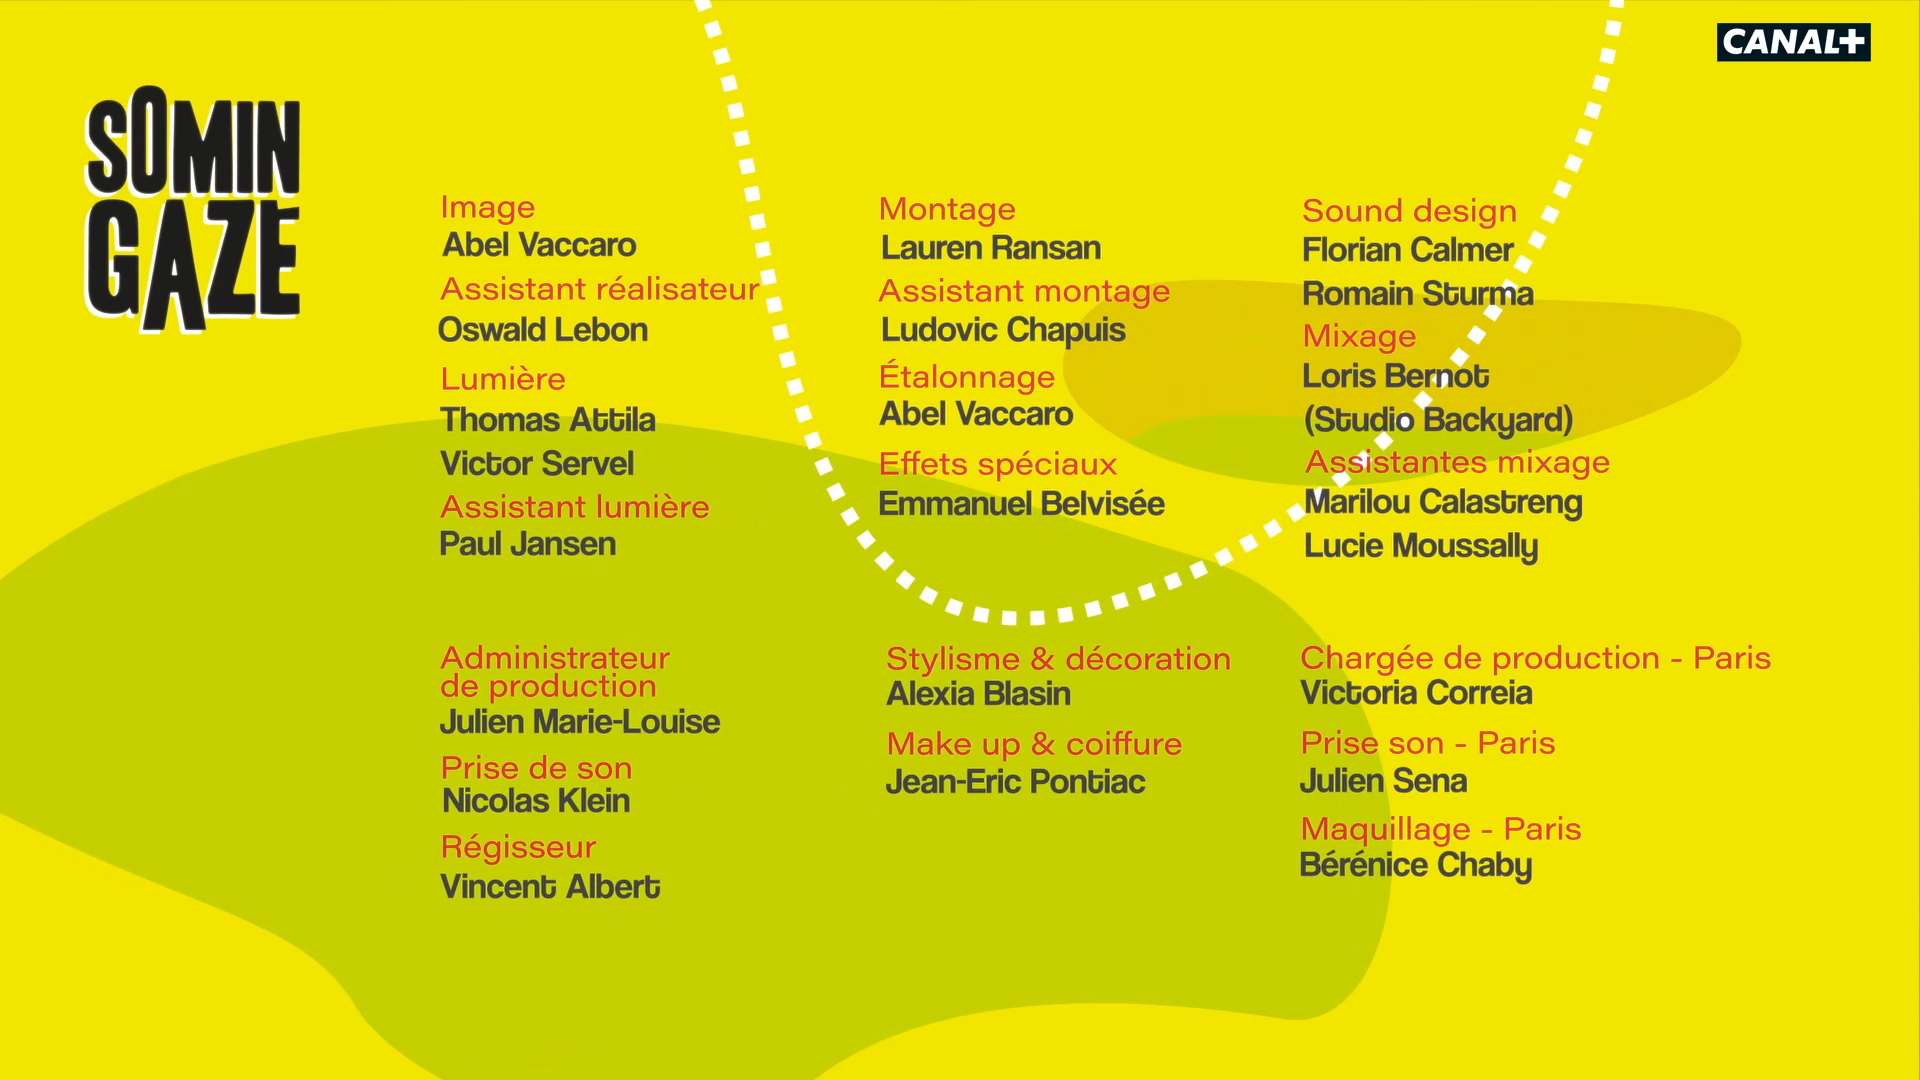 CANAL+
SOMIN
GAZE
Image
Abel Vaccaro
Assistant réalisateur
Oswald Lebon
Lumière
Thomas Attila
Victor Servel
Assistant lumière
Paul Jansen
Montage
Lauren Ransan
Assistant montage
Ludovic Chapuis
Étalonnage
Abel Vaccaro
Effets spéciaux
Emmanuel Belvisée
Sound design
Florian Calmer
Romain Sturma
Mixage
Loris Bernot
(Studio Backyard)
Assistantes mixage
Marilou Calastreng
Lucie Moussally
Administrateur
de production
Julien Marie-Louise
Prise de son
Nicolas Klein
Régisseur
Vincent Albert
Stylisme & décoration
Alexia Blasin
Make up & coiffure
Jean-Eric Pontiac
Chargée de production - Paris
Victoria Correia
Prise son - Paris
Julien Sena
Maquillage - Paris
Bérénice Chaby